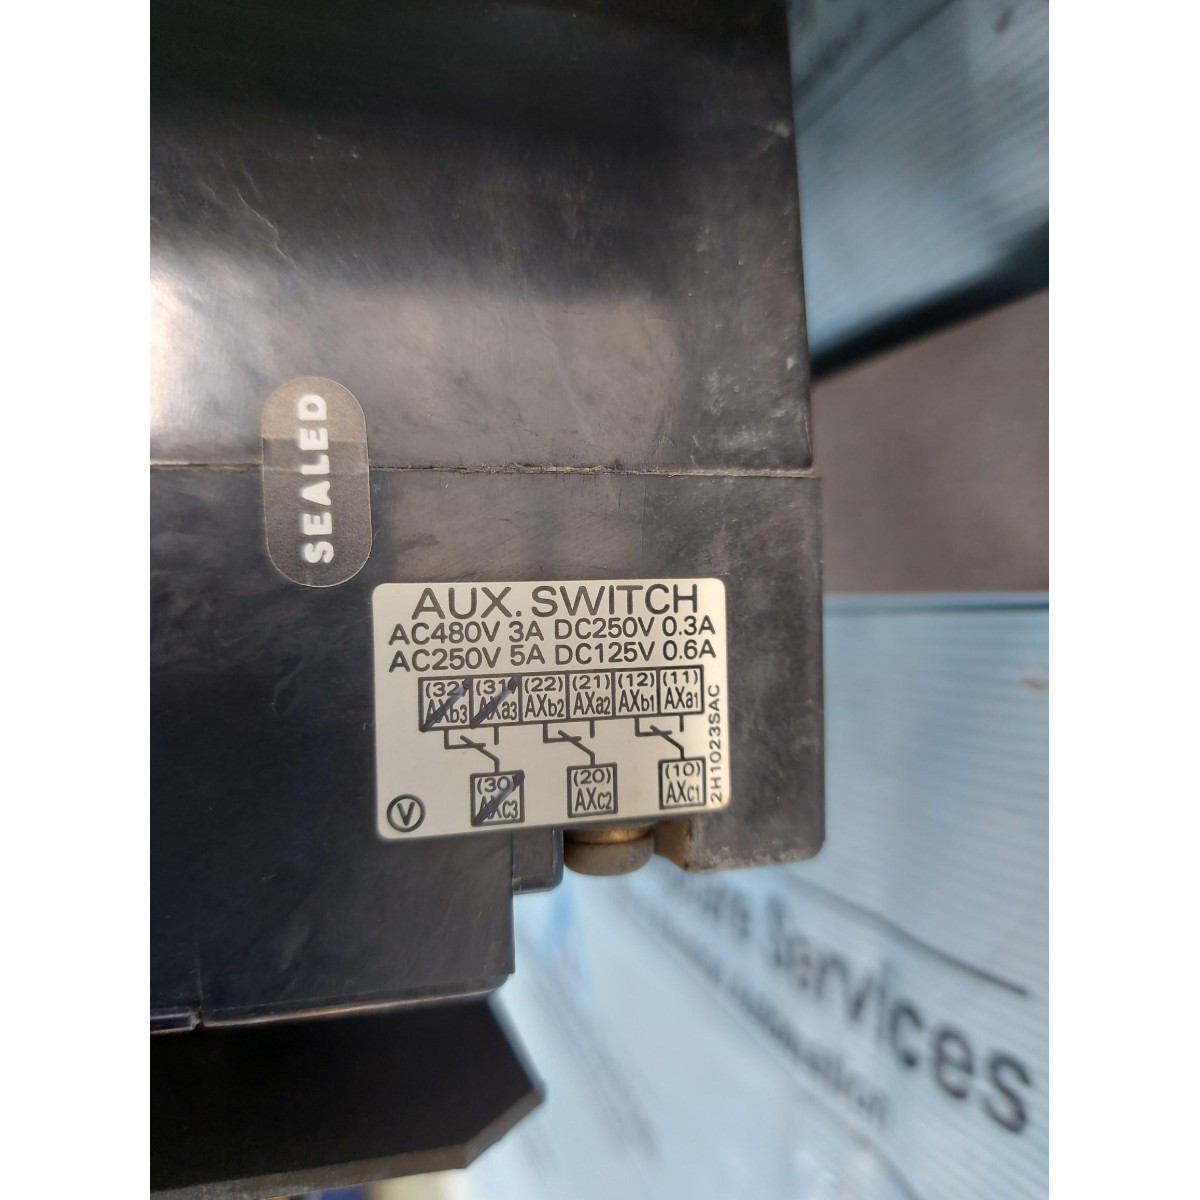 SEALED
AUX. SWITCH
AC480V 3A DC250V 0.3A
AC250V 5A DC125V 0.6A
(32) (31) (22) (21) (12) (11)
AXb3 AXa3 AXb2 AXa2 AXb1 AXa1
(30) (20) (10)
AXc3 AXc2 AXc1
V
2H1023SAC
Services
Automation